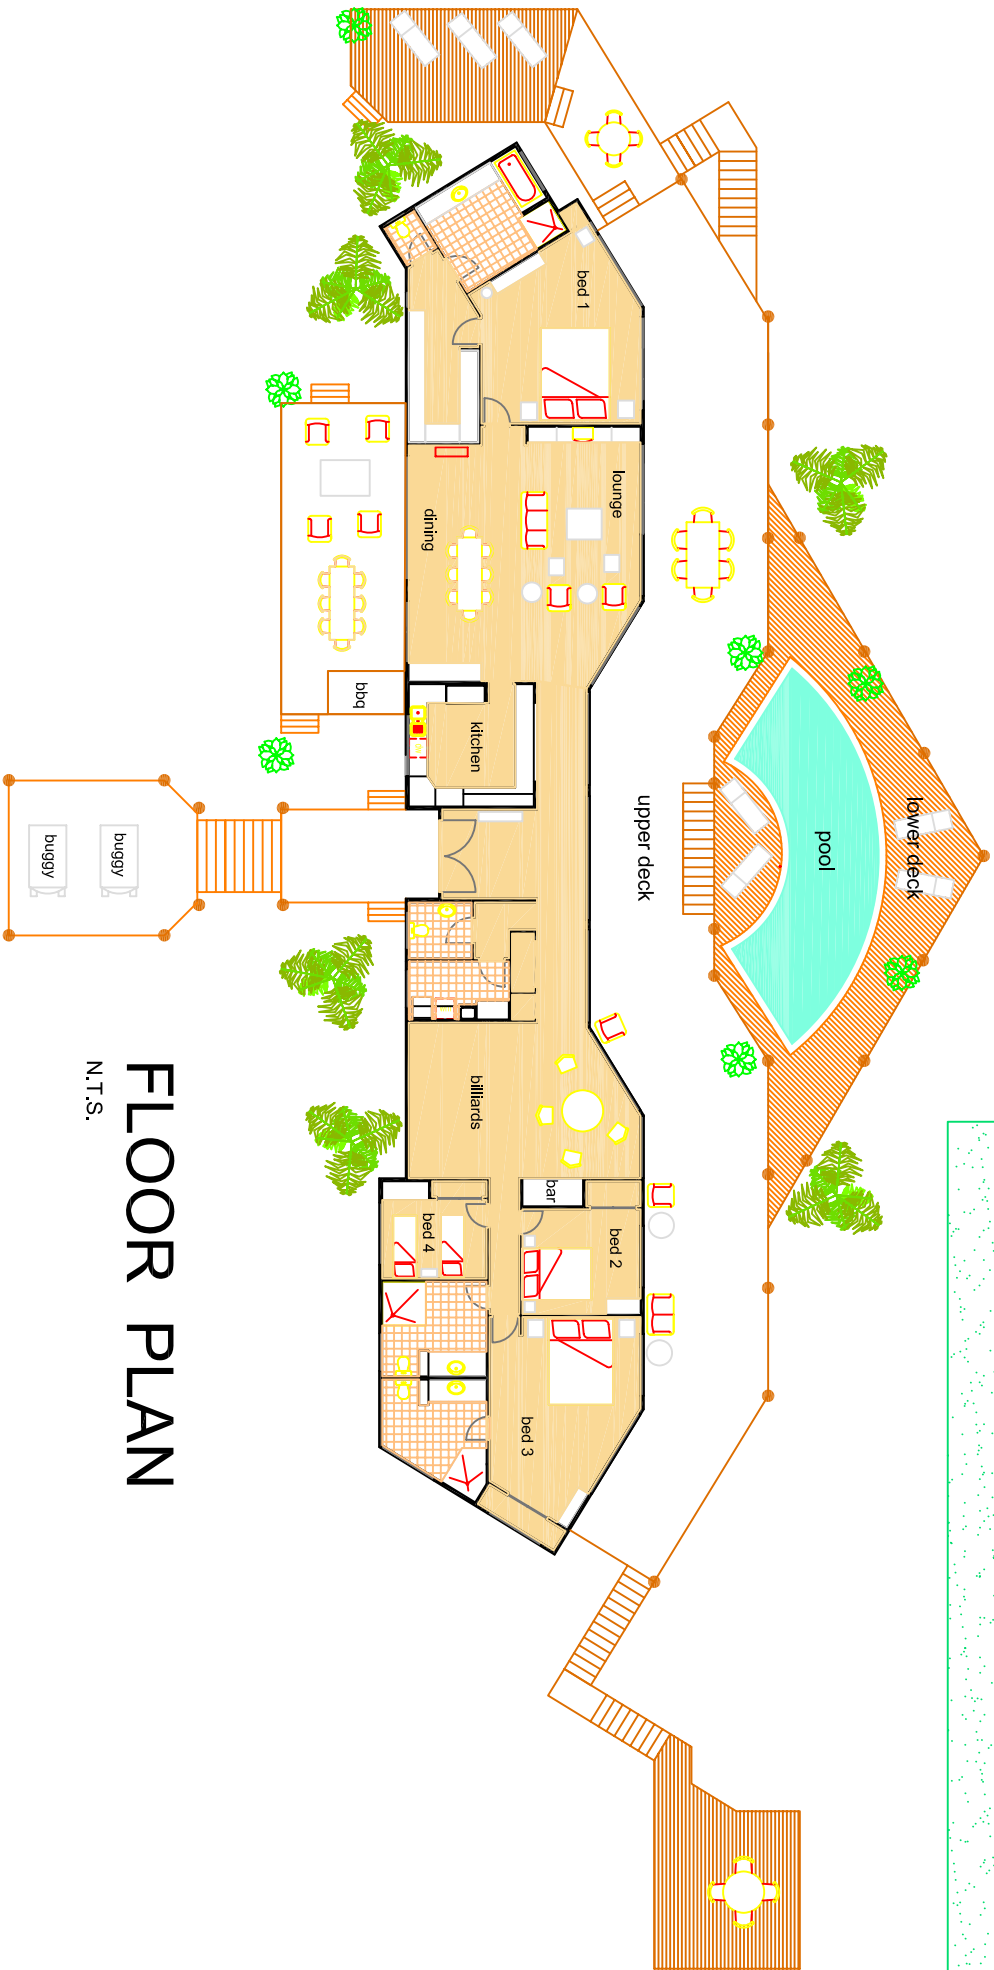 lower deck
pool
upper deck
bed 1
lounge
dining
kitchen
bbq
billiards
bar
bed 2
bed 4
bed 3
buggy
buggy
FLOOR PLAN
N.T.S.